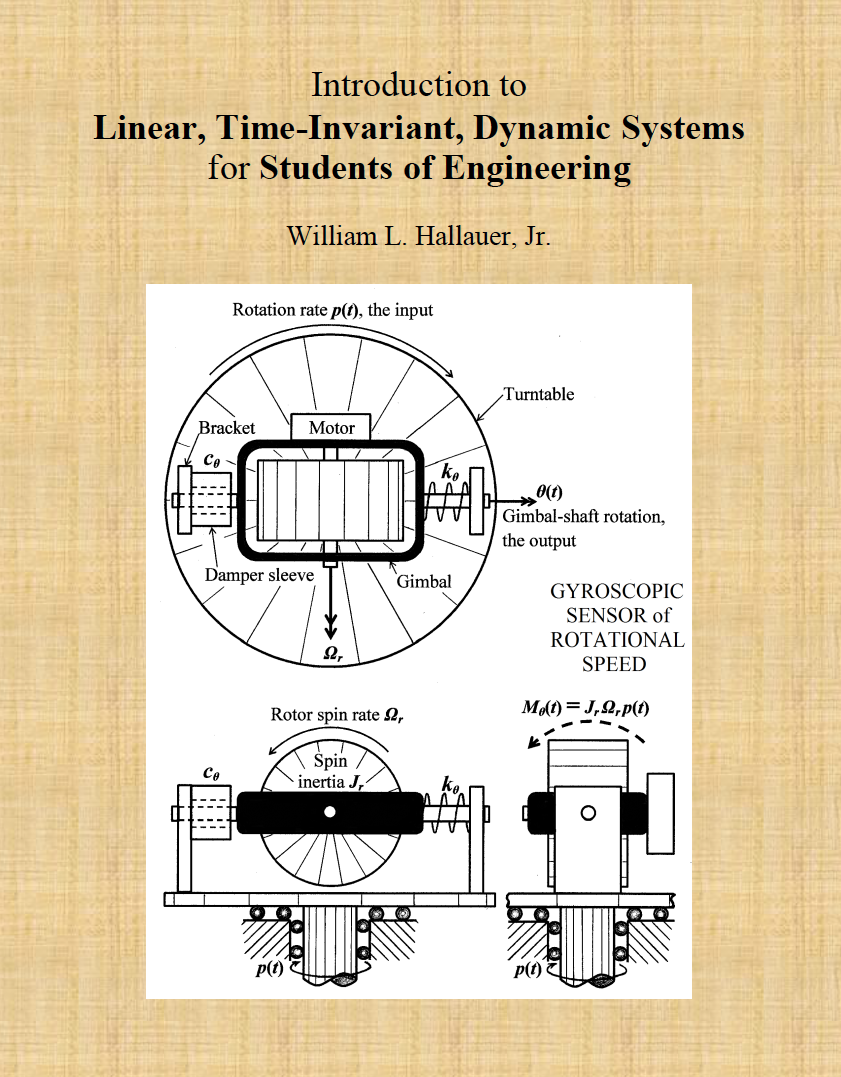 Introduction to
Linear, Time-Invariant, Dynamic Systems
for Students of Engineering
William L. Hallauer, Jr.
Rotation rate p(t), the input
Turntable
Bracket
Motor
cθ
kθ
θ(t)
Gimbal-shaft rotation,
the output
Damper sleeve
Gimbal
Ωr
GYROSCOPIC
SENSOR of
ROTATIONAL
SPEED
Rotor spin rate Ωr
Mθ(t) = JrΩrp(t)
Spin
inertia Jr
cθ
kθ
p(t)
p(t)